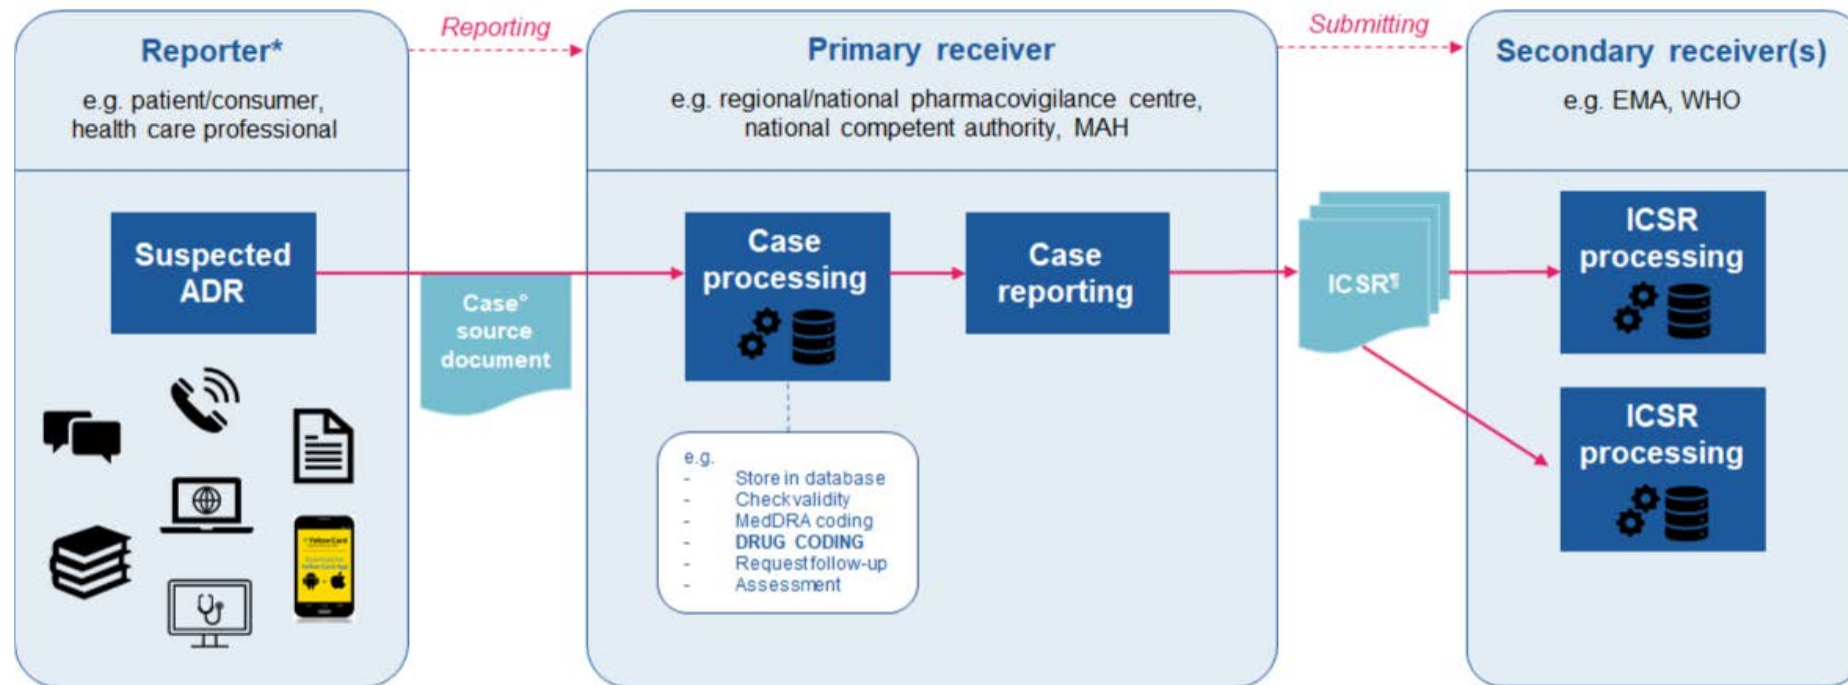 Reporter*
e.g. patient/consumer,
health care professional
Reporting
Primary receiver
e.g. regional/national pharmacovigilance centre,
national competent authority, MAH
Submitting
Secondary receiver(s)
e.g. EMA, WHO
Suspected
ADR
Case°
source
document
Case
processing
Case
reporting
ICSR¶
ICSR
processing
ICSR
processing
e.g.
- Store in database
- Check validity
- MedDRA coding
- DRUG CODING
- Request follow-up
- Assessment
YellowCard